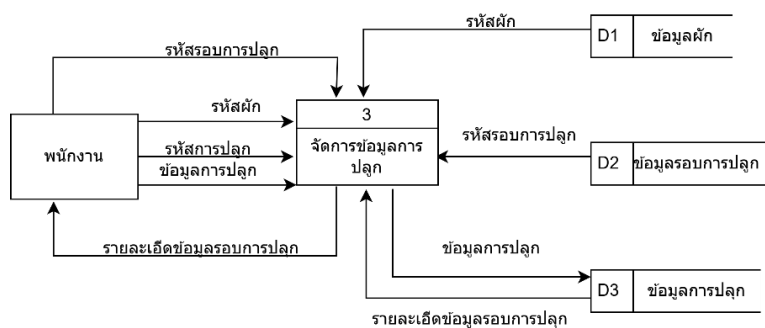 รหัสผัก
D1
ข้อมูลผัก
รหัสรอบการปลูก
รหัสผัก
3
พนักงาน
รหัสการปลูก
ข้อมูลการปลูก
จัดการข้อมูลการ
ปลูก
รหัสรอบการปลูก
D2
ข้อมูลรอบการปลูก
รายละเอียดข้อมูลรอบการปลูก
ข้อมูลการปลูก
D3
ข้อมูลการปลุก
รายละเอียดข้อมูลรอบการปลุก